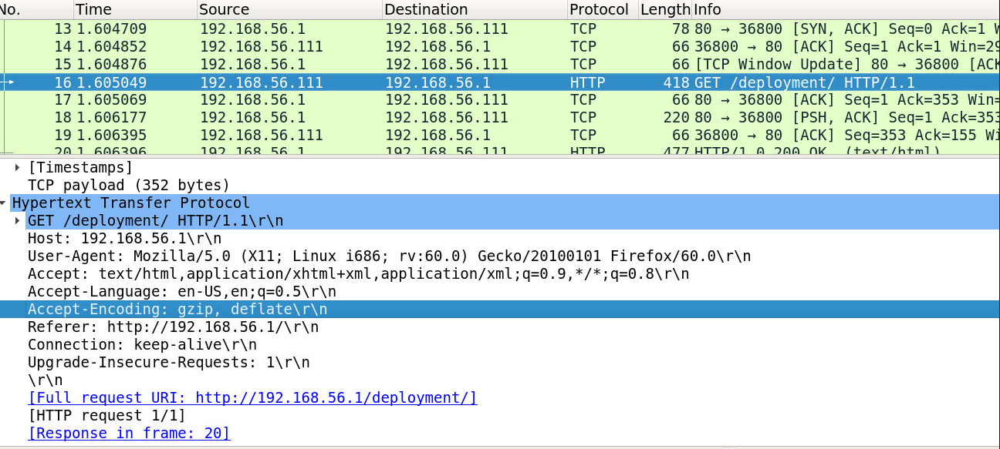 No. Time Source Destination Protocol Length Info
13 1.604709 192.168.56.1 192.168.56.111 TCP 78 80 → 36800 [SYN, ACK] Seq=0 Ack=1
14 1.604852 192.168.56.111 192.168.56.1 TCP 66 36800 → 80 [ACK] Seq=1 Ack=1 Win=29
15 1.604876 192.168.56.1 192.168.56.111 TCP 66 [TCP Window Update] 80 → 36800 [ACK
16 1.605049 192.168.56.111 192.168.56.1 HTTP 418 GET /deployment/ HTTP/1.1
17 1.605069 192.168.56.1 192.168.56.111 TCP 66 80 → 36800 [ACK] Seq=1 Ack=353 Win=
18 1.606177 192.168.56.1 192.168.56.111 TCP 220 80 → 36800 [PSH, ACK] Seq=1 Ack=353
19 1.606395 192.168.56.111 192.168.56.1 TCP 66 36800 → 80 [ACK] Seq=353 Ack=155 Wi
20 1.606396 192.168.56.1 192.168.56.111 HTTP 477 HTTP/1.0 200 OK (text/html)
[Timestamps]
TCP payload (352 bytes)
Hypertext Transfer Protocol
GET /deployment/ HTTP/1.1\r\n
Host: 192.168.56.1\r\n
User-Agent: Mozilla/5.0 (X11; Linux i686; rv:60.0) Gecko/20100101 Firefox/60.0\r\n
Accept: text/html,application/xhtml+xml,application/xml;q=0.9,*/*;q=0.8\r\n
Accept-Language: en-US,en;q=0.5\r\n
Accept-Encoding: gzip, deflate\r\n
Referer: http://192.168.56.1/\r\n
Connection: keep-alive\r\n
Upgrade-Insecure-Requests: 1\r\n
\r\n
[Full request URI: http://192.168.56.1/deployment/]
[HTTP request 1/1]
[Response in frame: 20]